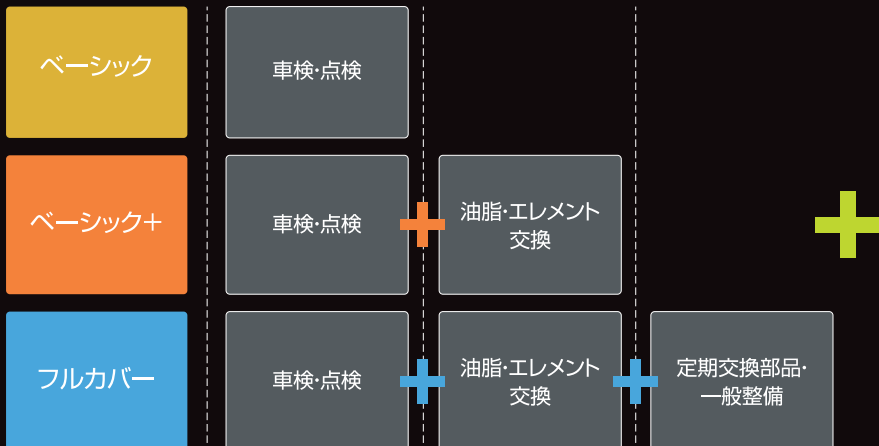 ベーシック
車検・点検
ベーシック＋
車検・点検
油脂・エレメント
交換
フルカバー
車検・点検
油脂・エレメント
交換
定期交換部品・
一般整備